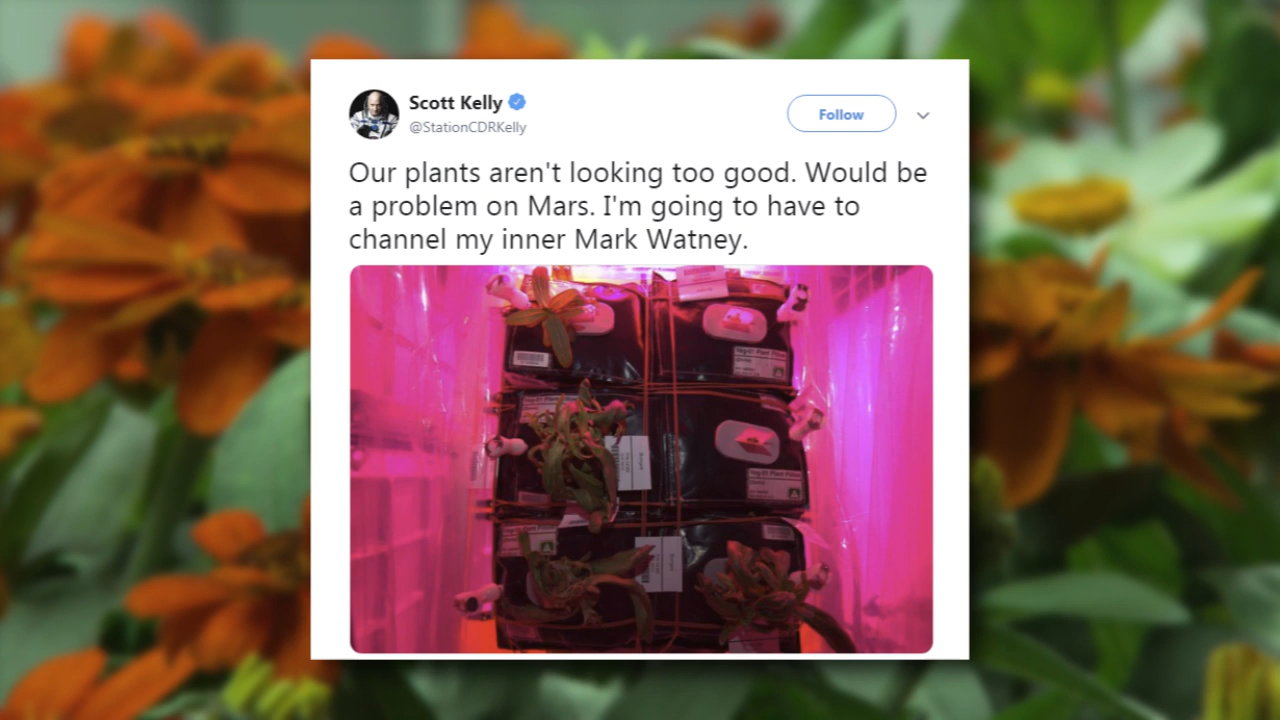 Scott Kelly
@StationCDRKelly
Follow
Our plants aren't looking too good. Would be
a problem on Mars. I'm going to have to
channel my inner Mark Watney.